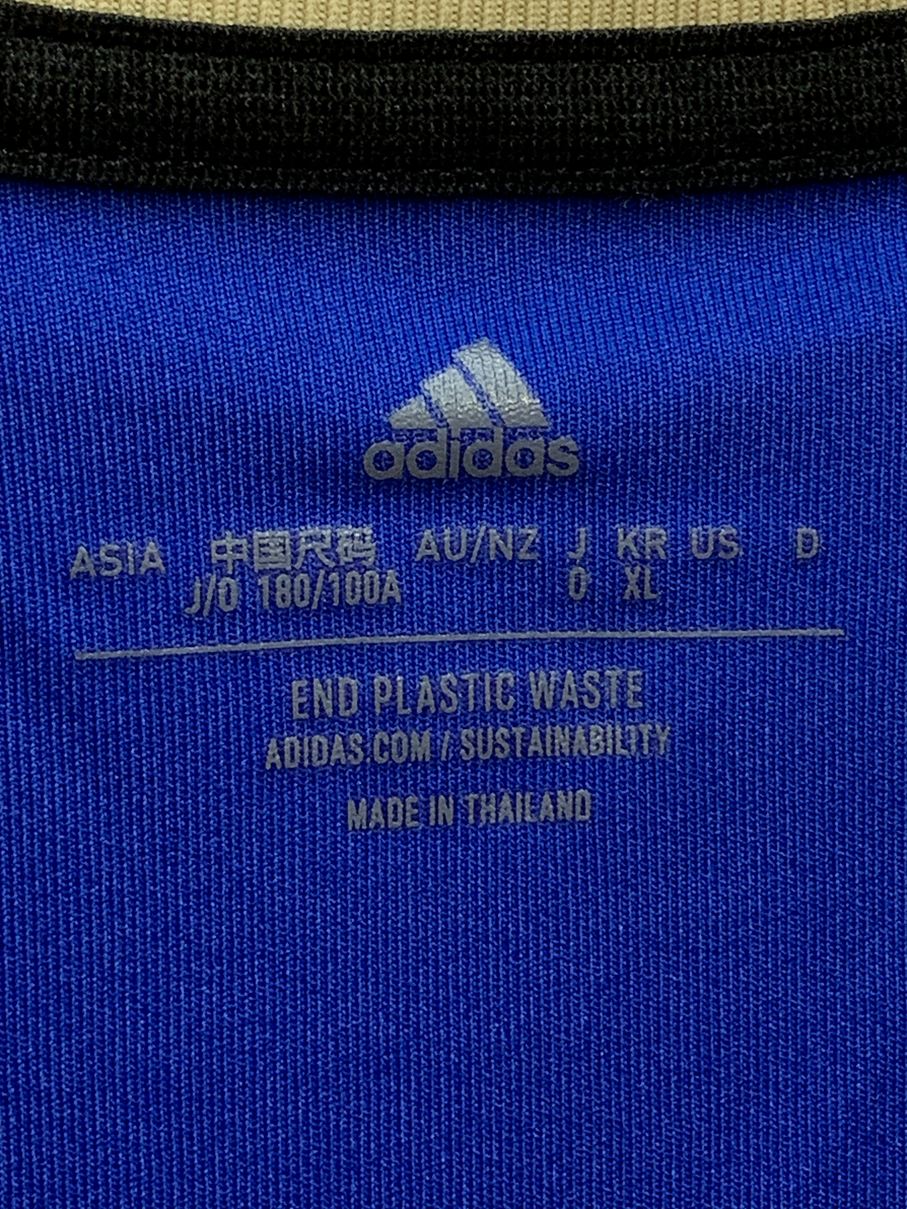 adidas
ASIA 中国尺码 AU/NZ J KR US D
J/O 180/100A O XL
END PLASTIC WASTE
ADIDAS.COM / SUSTAINABILITY
MADE IN THAILAND